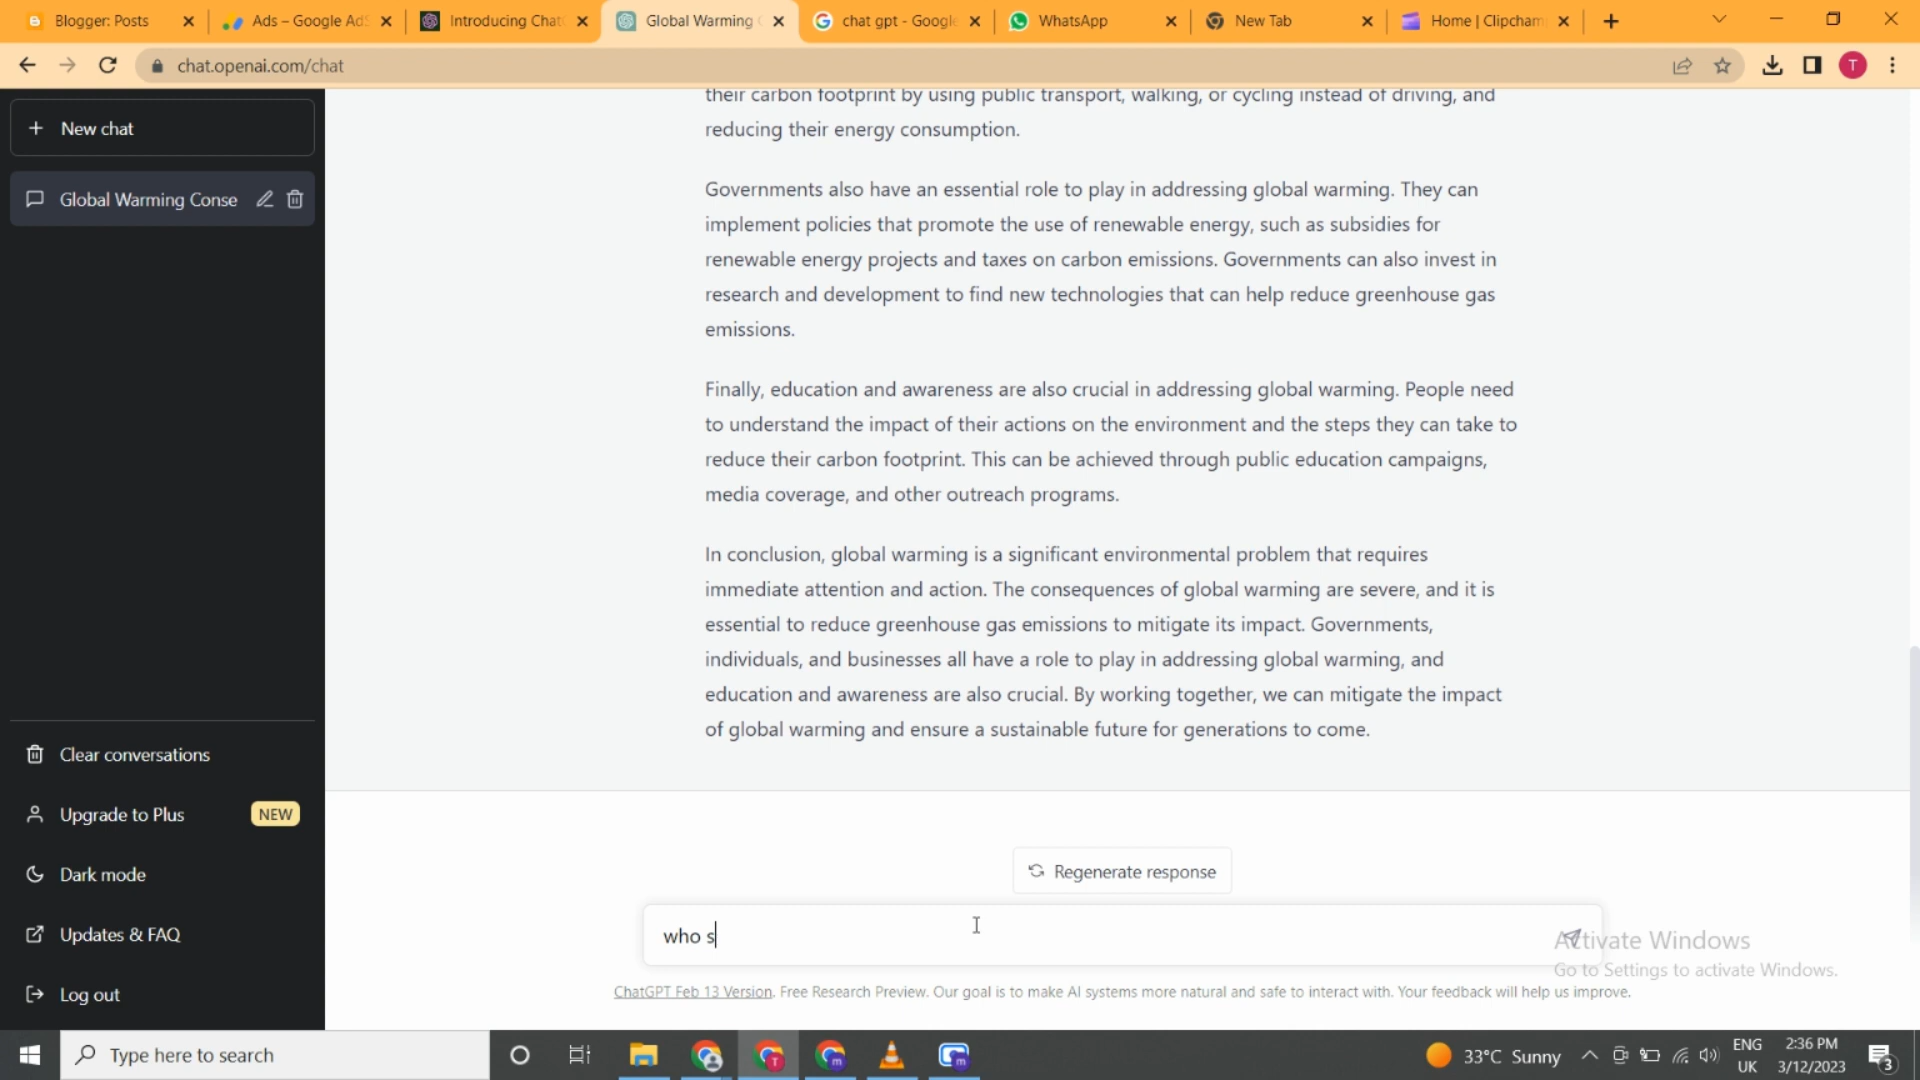 Blogger: Posts
Ads – Google AdS
Introducing ChatG
Global Warming C
chat gpt - Google
WhatsApp
New Tab
Home | Clipcham
chat.openai.com/chat
T
New chat
Global Warming Conse
their carbon footprint by using public transport, walking, or cycling instead of driving, and
reducing their energy consumption.
Governments also have an essential role to play in addressing global warming. They can
implement policies that promote the use of renewable energy, such as subsidies for
renewable energy projects and taxes on carbon emissions. Governments can also invest in
research and development to find new technologies that can help reduce greenhouse gas
emissions.
Finally, education and awareness are also crucial in addressing global warming. People need
to understand the impact of their actions on the environment and the steps they can take to
reduce their carbon footprint. This can be achieved through public education campaigns,
media coverage, and other outreach programs.
In conclusion, global warming is a significant environmental problem that requires
immediate attention and action. The consequences of global warming are severe, and it is
essential to reduce greenhouse gas emissions to mitigate its impact. Governments,
individuals, and businesses all have a role to play in addressing global warming, and
education and awareness are also crucial. By working together, we can mitigate the impact
of global warming and ensure a sustainable future for generations to come.
Clear conversations
Upgrade to Plus
NEW
Dark mode
Updates & FAQ
Log out
Regenerate response
who s
Activate Windows
Go to Settings to activate Windows.
ChatGPT Feb 13 Version. Free Research Preview. Our goal is to make AI systems more natural and safe to interact with. Your feedback will help us improve.
Type here to search
33°C Sunny
ENG
UK
2:36 PM
3/12/2023
3